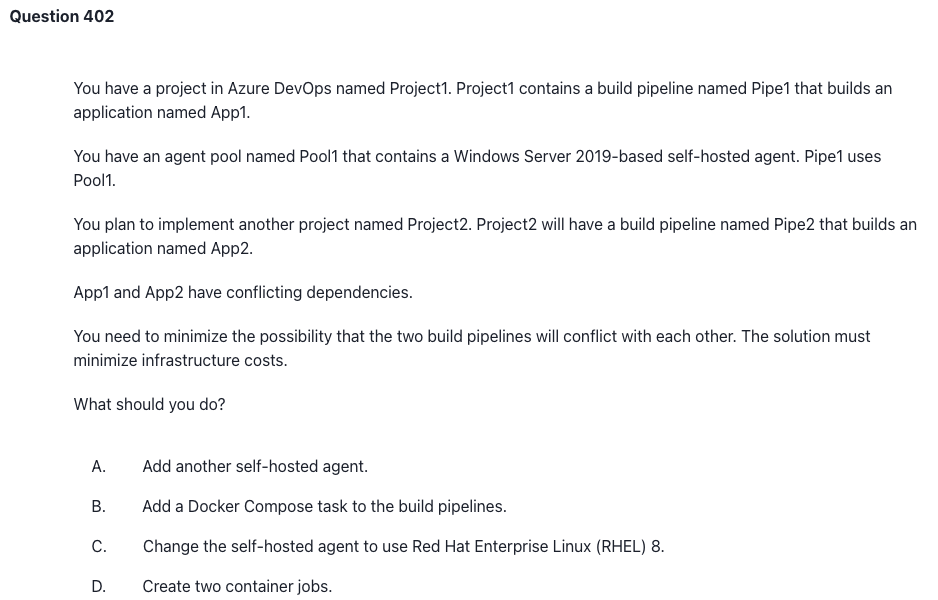 Question 402
You have a project in Azure DevOps named Project1. Project1 contains a build pipeline named Pipe1 that builds an
application named App1.
You have an agent pool named Pool1 that contains a Windows Server 2019-based self-hosted agent. Pipe1 uses
Pool1.
You plan to implement another project named Project2. Project2 will have a build pipeline named Pipe2 that builds an
application named App2.
App1 and App2 have conflicting dependencies.
You need to minimize the possibility that the two build pipelines will conflict with each other. The solution must
minimize infrastructure costs.
What should you do?
A. Add another self-hosted agent.
B. Add a Docker Compose task to the build pipelines.
C. Change the self-hosted agent to use Red Hat Enterprise Linux (RHEL) 8.
D. Create two container jobs.